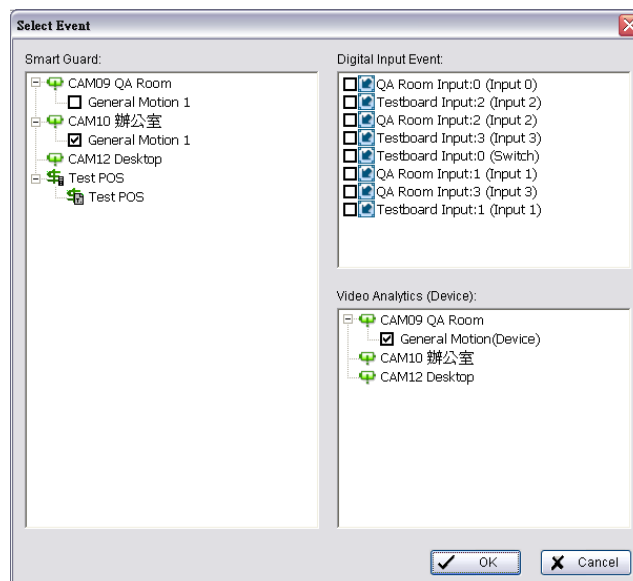 Select Event
Smart Guard:
CAM09 QA Room
General Motion 1
CAM10 辦公室
General Motion 1
CAM12 Desktop
Test POS
Test POS
Digital Input Event:
QA Room Input:0 (Input 0)
Testboard Input:2 (Input 2)
QA Room Input:2 (Input 2)
Testboard Input:3 (Input 3)
Testboard Input:0 (Switch)
QA Room Input:1 (Input 1)
QA Room Input:3 (Input 3)
Testboard Input:1 (Input 1)
Video Analytics (Device):
CAM09 QA Room
General Motion(Device)
CAM10 辦公室
CAM12 Desktop
OK
Cancel